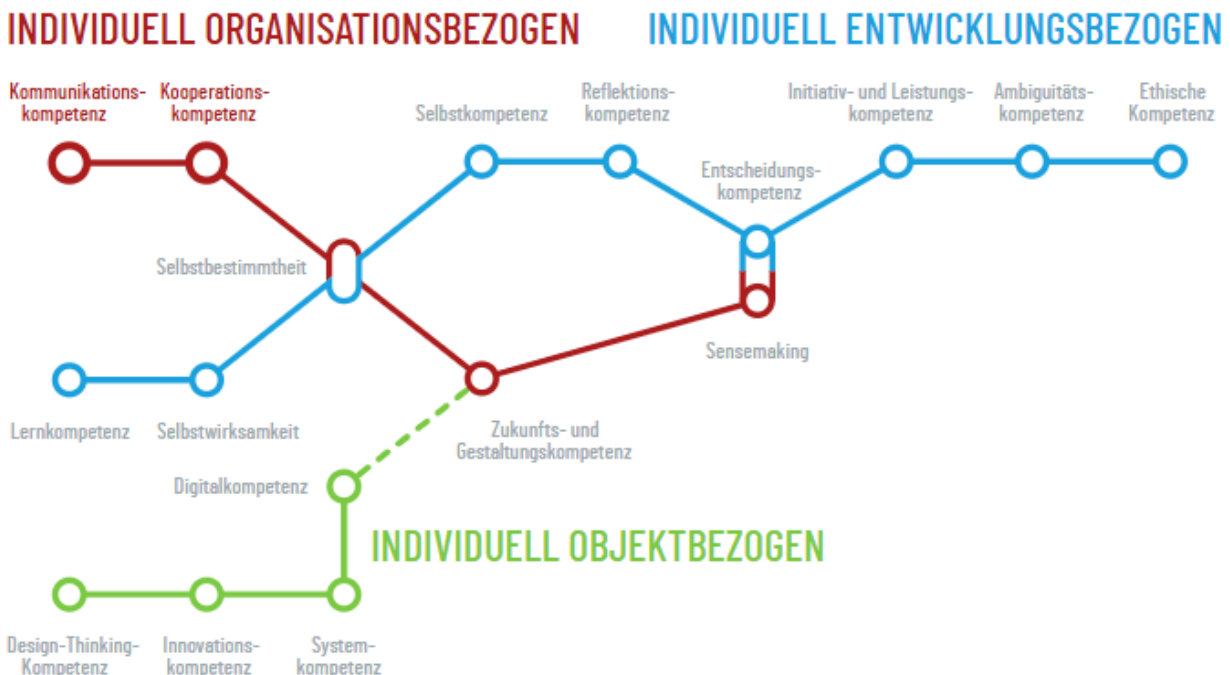 INDIVIDUELL ORGANISATIONSBEZOGEN
INDIVIDUELL ENTWICKLUNGSBEZOGEN
Kommunikations-
kompetenz
Kooperations-
kompetenz
Selbstkompetenz
Reflektions-
kompetenz
Initiativ- und Leistungs-
kompetenz
Ambiguitäts-
kompetenz
Ethische
Kompetenz
Entscheidungs-
kompetenz
Selbstbestimmtheit
Sensemaking
Lernkompetenz
Selbstwirksamkeit
Zukunfts- und
Gestaltungskompetenz
Digitalkompetenz
INDIVIDUELL OBJEKTBEZOGEN
Design-Thinking-
Kompetenz
Innovations-
kompetenz
System-
kompetenz